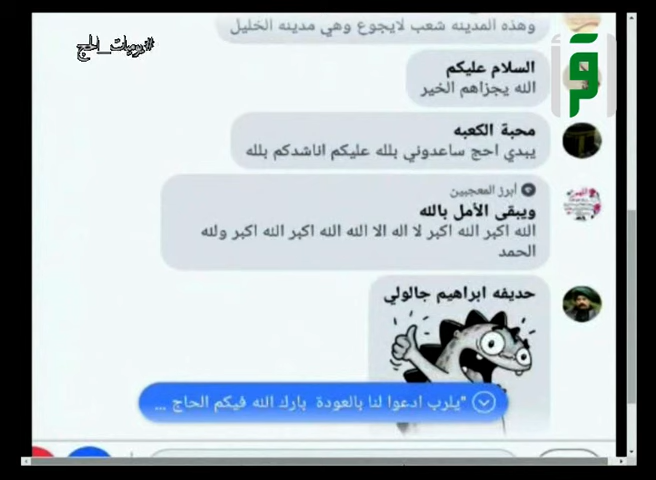 وهذه المدينه شعب لايجوع وهي مدينه الخليل
#يوميات_الحج
اقرأ
السلام عليكم
الله يجزاهم الخير
محبة الكعبه
يبدي احج ساعدوني بلله عليكم اناشدكم بلله
أبرز المعجبين
ويبقى الأمل بالله
الله اكبر الله اكبر لا اله الا الله الله اكبر الله اكبر ولله
الحمد
حديفه ابراهيم جالولي
"يلرب ادعوا لنا بالعودة بارك الله فيكم الحاج ...